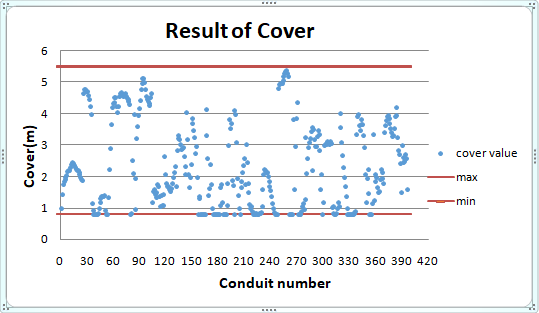 Result of Cover
6
5
4
3
2
1
0
Cover(m)
0 30 60 90 120 150 180 210 240 270 300 330 360 390 420
Conduit number
cover value
max
min